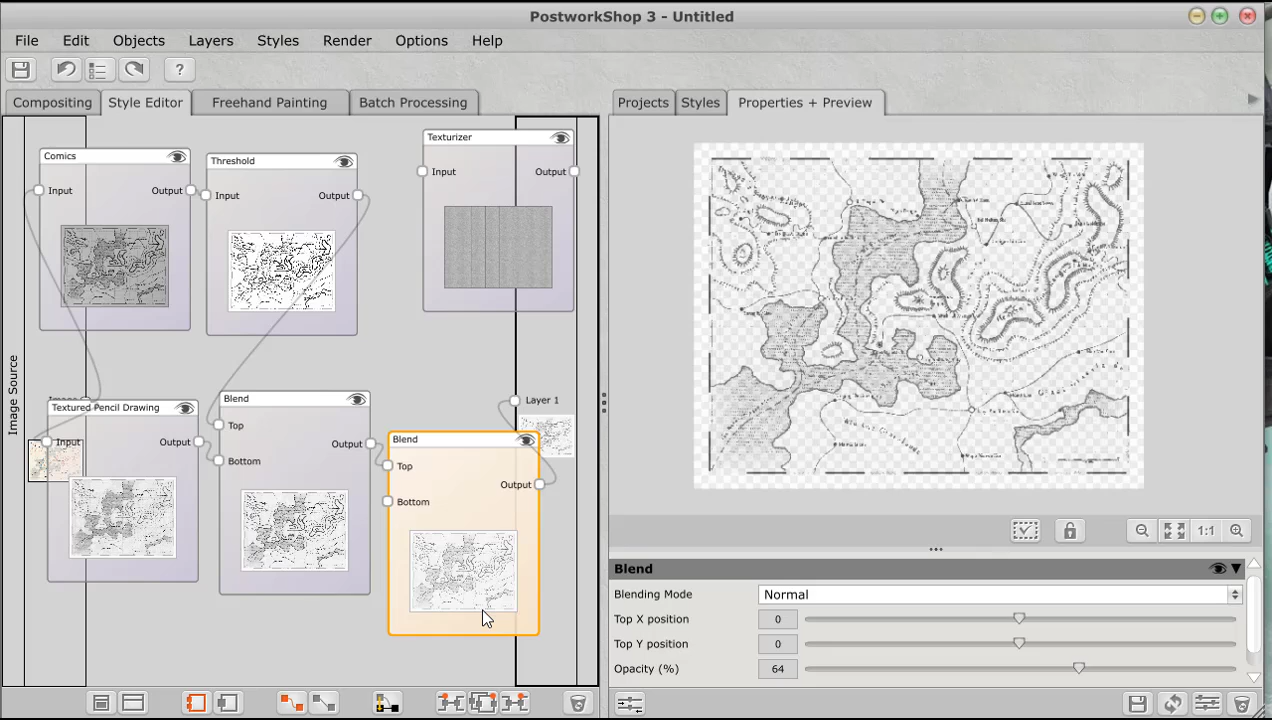 PostworkShop 3 - Untitled
File Edit Objects Layers Styles Render Options Help
?
Compositing Style Editor Freehand Painting Batch Processing
Projects Styles Properties + Preview
Comics
Input Output
Threshold
Input Output
Texturizer
Input Output
Image Source
Textured Pencil Drawing
Input Output
Blend
Top
Output
Bottom
Blend
Top
Output
Bottom
Layer 1
1:1
Blend
Blending Mode Normal
Top X position 0
Top Y position 0
Opacity (%) 64